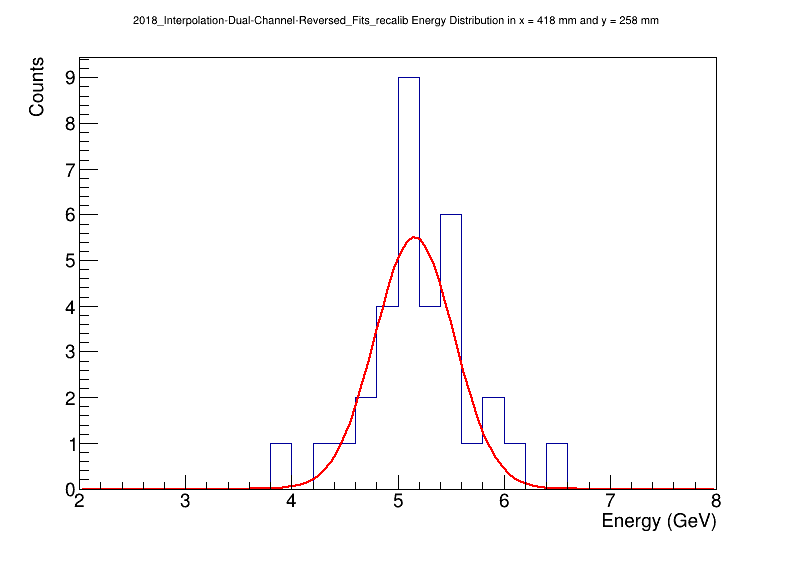 2018_Interpolation-Dual-Channel-Reversed_Fits_recalib Energy Distribution in x = 418 mm and y = 258 mm
Counts
9
8
7
6
5
4
3
2
1
0
2 3 4 5 6 7 8
Energy (GeV)